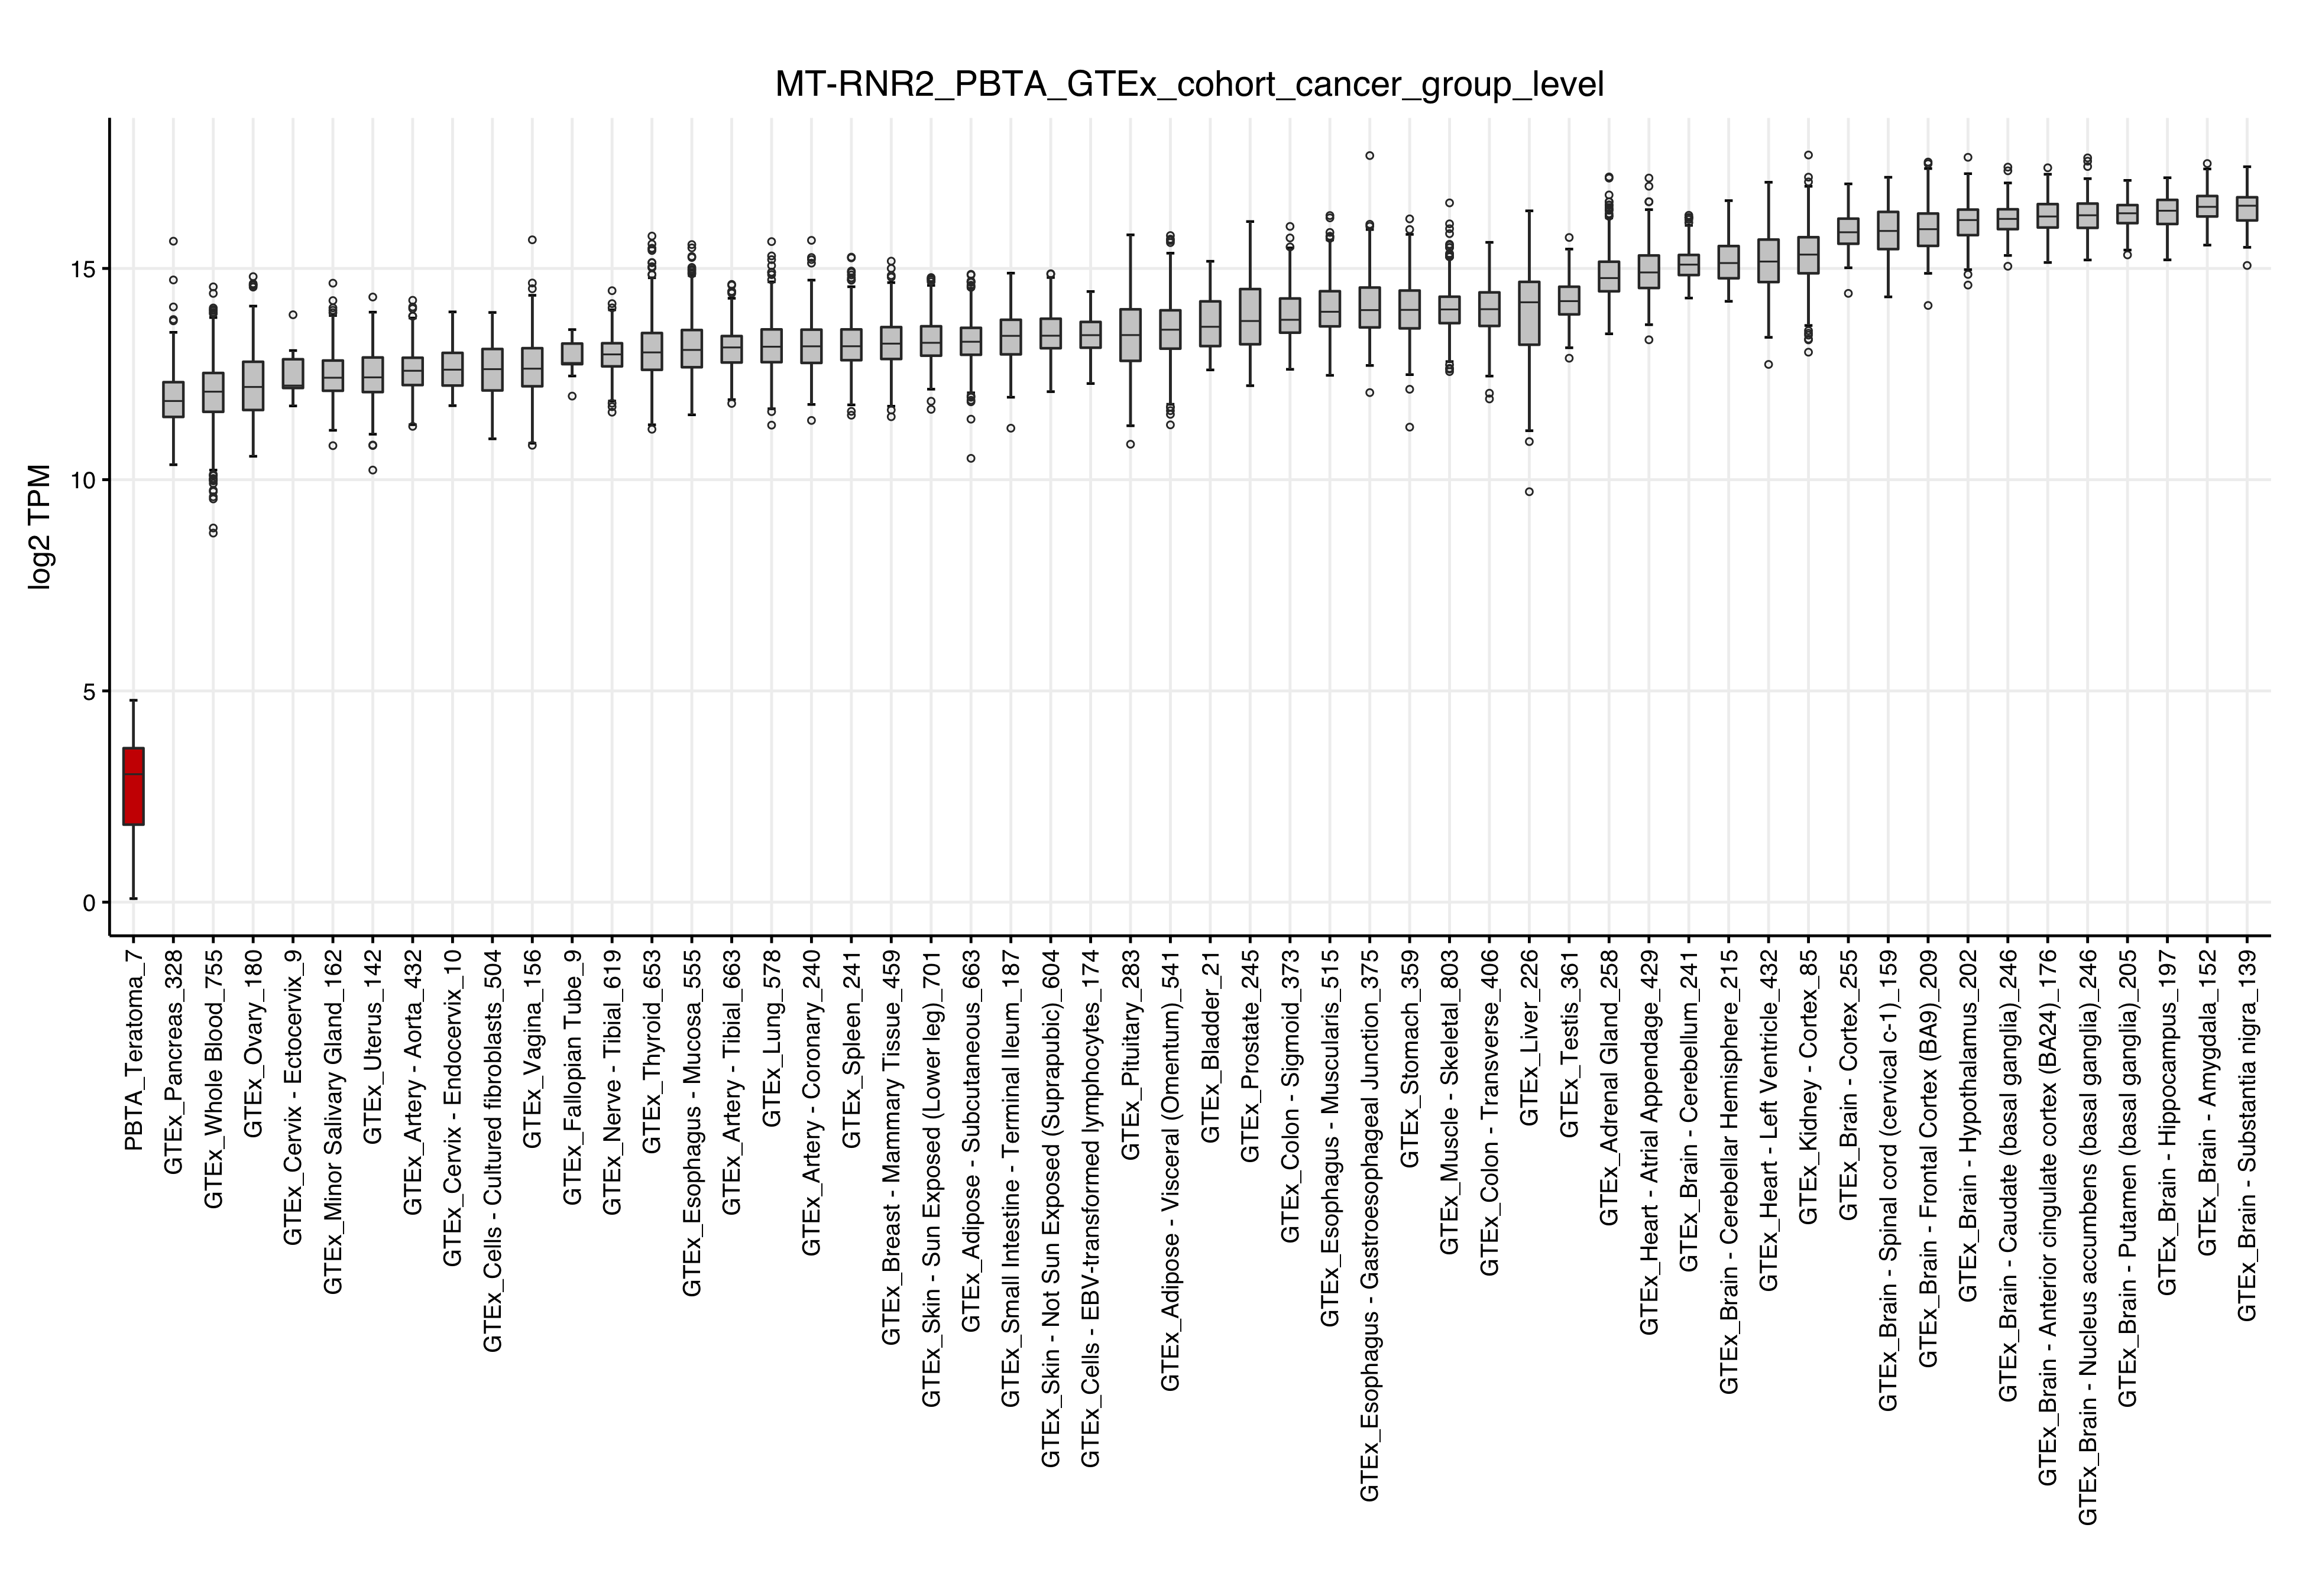 MT-RNR2_PBTA_GTEx_cohort_cancer_group_level
log2 TPM
15
10
5
0
PBTA_Teratoma_7
GTEx_Pancreas_328
GTEx_Whole Blood_755
GTEx_Ovary_180
GTEx_Cervix - Ectocervix_9
GTEx_Minor Salivary Gland_162
GTEx_Uterus_142
GTEx_Artery - Aorta_432
GTEx_Cervix - Endocervix_10
GTEx_Cells - Cultured fibroblasts_504
GTEx_Vagina_156
GTEx_Fallopian Tube_9
GTEx_Nerve - Tibial_619
GTEx_Thyroid_653
GTEx_Esophagus - Mucosa_555
GTEx_Artery - Tibial_663
GTEx_Lung_578
GTEx_Artery - Coronary_240
GTEx_Spleen_241
GTEx_Breast - Mammary Tissue_459
GTEx_Skin - Sun Exposed (Lower leg)_701
GTEx_Adipose - Subcutaneous_663
GTEx_Small Intestine - Terminal Ileum_187
GTEx_Skin - Not Sun Exposed (Suprapubic)_604
GTEx_Cells - EBV-transformed lymphocytes_174
GTEx_Pituitary_283
GTEx_Adipose - Visceral (Omentum)_541
GTEx_Bladder_21
GTEx_Prostate_245
GTEx_Colon - Sigmoid_373
GTEx_Esophagus - Muscularis_515
GTEx_Esophagus - Gastroesophageal Junction_375
GTEx_Stomach_359
GTEx_Muscle - Skeletal_803
GTEx_Colon - Transverse_406
GTEx_Liver_226
GTEx_Testis_361
GTEx_Adrenal Gland_258
GTEx_Heart - Atrial Appendage_429
GTEx_Brain - Cerebellum_241
GTEx_Brain - Cerebellar Hemisphere_215
GTEx_Heart - Left Ventricle_432
GTEx_Kidney - Cortex_85
GTEx_Brain - Cortex_255
GTEx_Brain - Spinal cord (cervical c-1)_159
GTEx_Brain - Frontal Cortex (BA9)_209
GTEx_Brain - Hypothalamus_202
GTEx_Brain - Caudate (basal ganglia)_246
GTEx_Brain - Anterior cingulate cortex (BA24)_176
GTEx_Brain - Nucleus accumbens (basal ganglia)_246
GTEx_Brain - Putamen (basal ganglia)_205
GTEx_Brain - Hippocampus_197
GTEx_Brain - Amygdala_152
GTEx_Brain - Substantia nigra_139